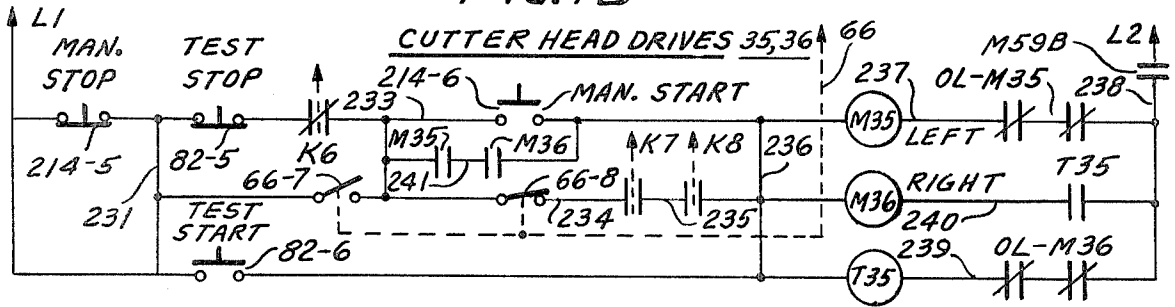 L1
MAN. STOP
TEST STOP
CUTTER HEAD DRIVES 35,36
66
M59B
L2
214-6
MAN. START
237
OL-M35
238
233
M35
LEFT
214-5
82-5
K6
M35
M36
K7
K8
236
T35
231
66-7
241
66-8
234
235
M36
RIGHT
240
TEST START
82-6
239
OL-M36
T35